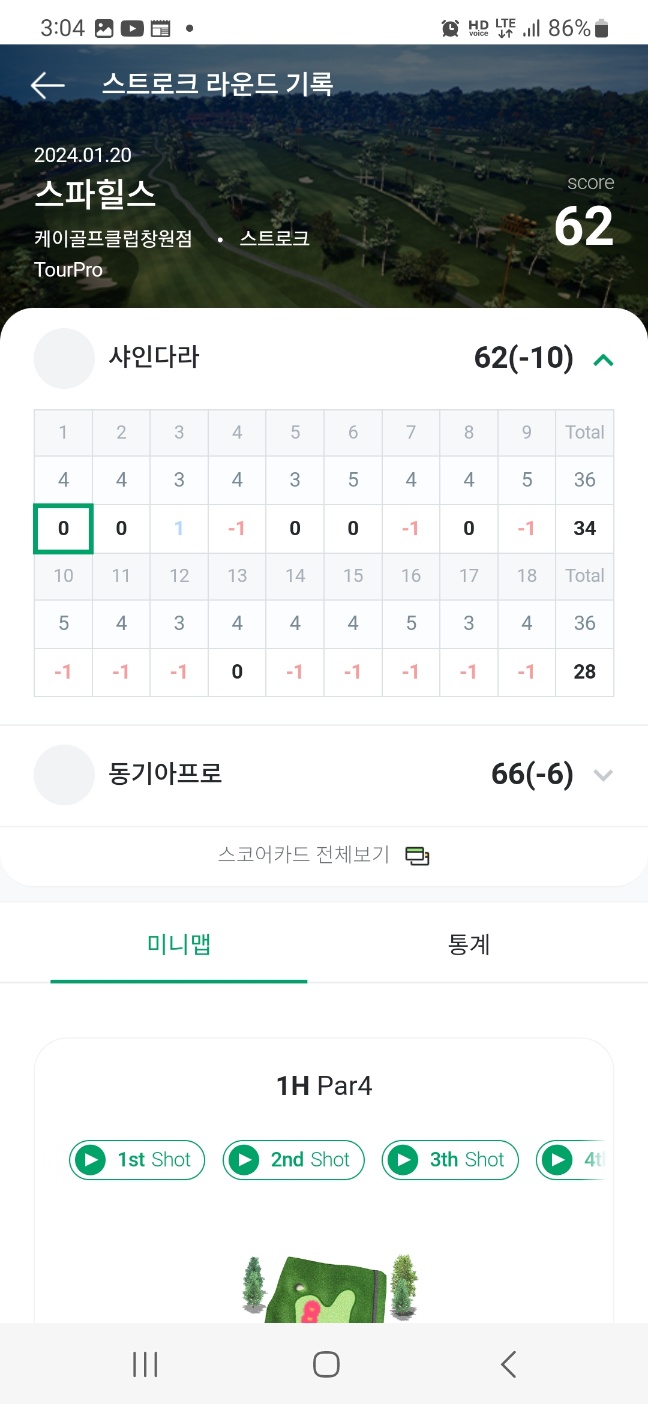 3:04 HD voice LTE 86%
스트로크 라운드 기록
2024.01.20
스파힐스
score
62
케이골프클럽창원점 • 스트로크
TourPro
샤인다라 62(-10)
1 2 3 4 5 6 7 8 9 Total
4 4 3 4 3 5 4 4 5 36
0 0 1 -1 0 0 -1 0 -1 34
10 11 12 13 14 15 16 17 18 Total
5 4 3 4 4 4 5 3 4 36
-1 -1 -1 0 -1 -1 -1 -1 -1 28
동기아프로 66(-6)
스코어카드 전체보기
미니맵 통계
1H Par4
1st Shot 2nd Shot 3th Shot 4t